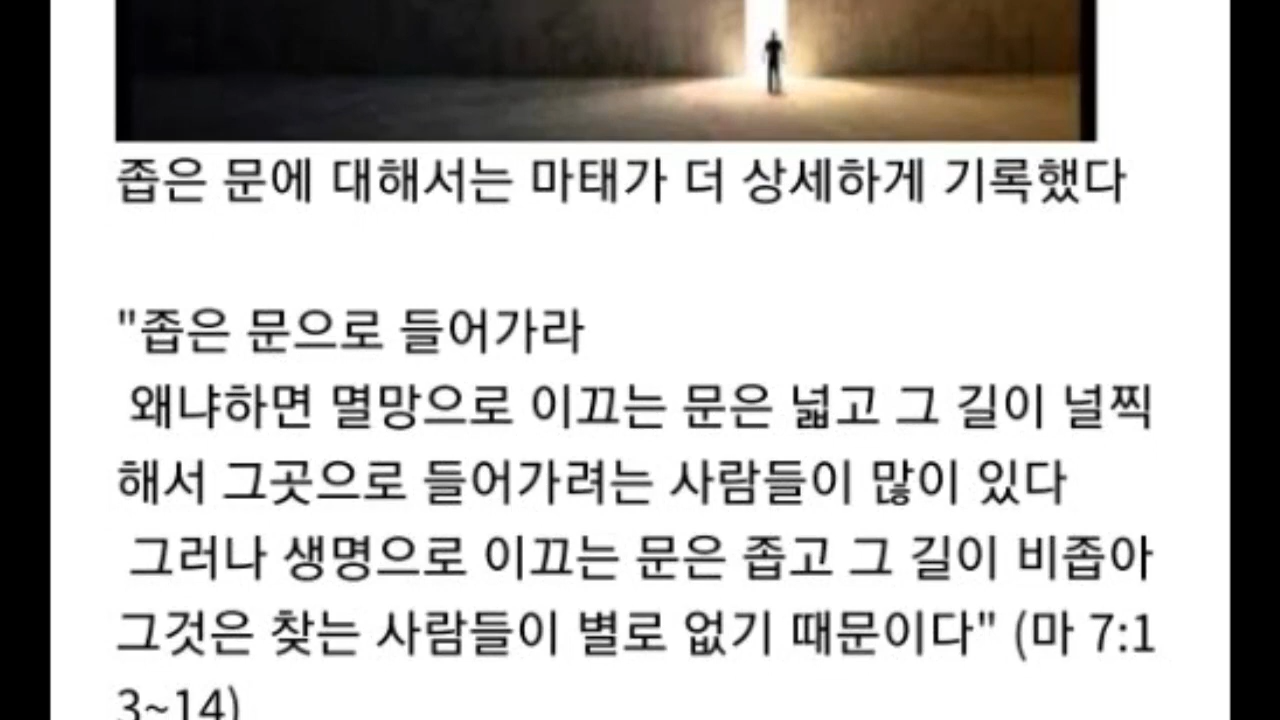 좁은 문에 대해서는 마태가 더 상세하게 기록했다
"좁은 문으로 들어가라
왜냐하면 멸망으로 이끄는 문은 넓고 그 길이 널찍
해서 그곳으로 들어가려는 사람들이 많이 있다
그러나 생명으로 이끄는 문은 좁고 그 길이 비좁아
그것은 찾는 사람들이 별로 없기 때문이다" (마 7:1
3~14)